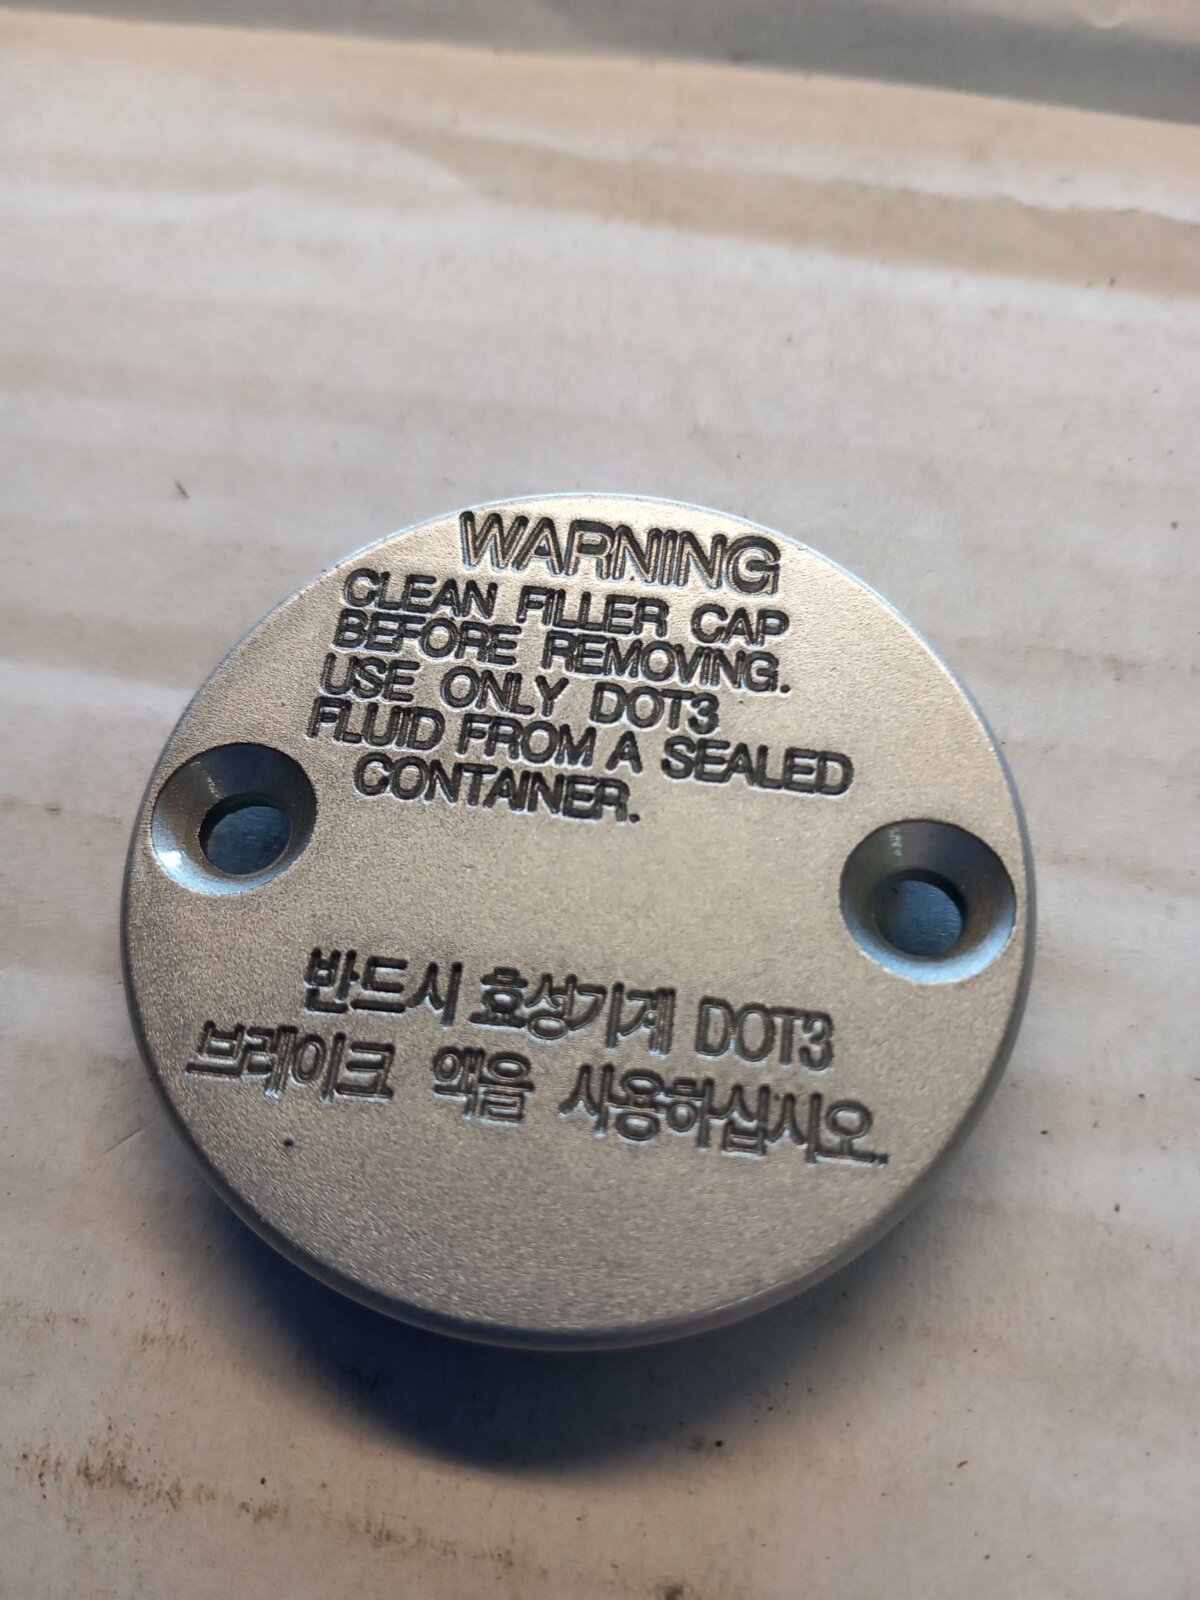 WARNING
CLEAN FILLER CAP
BEFORE REMOVING.
USE ONLY DOT3
FLUID FROM A SEALED
CONTAINER.
반드시 효성기계 DOT3
브레이크 액을 사용하십시오.